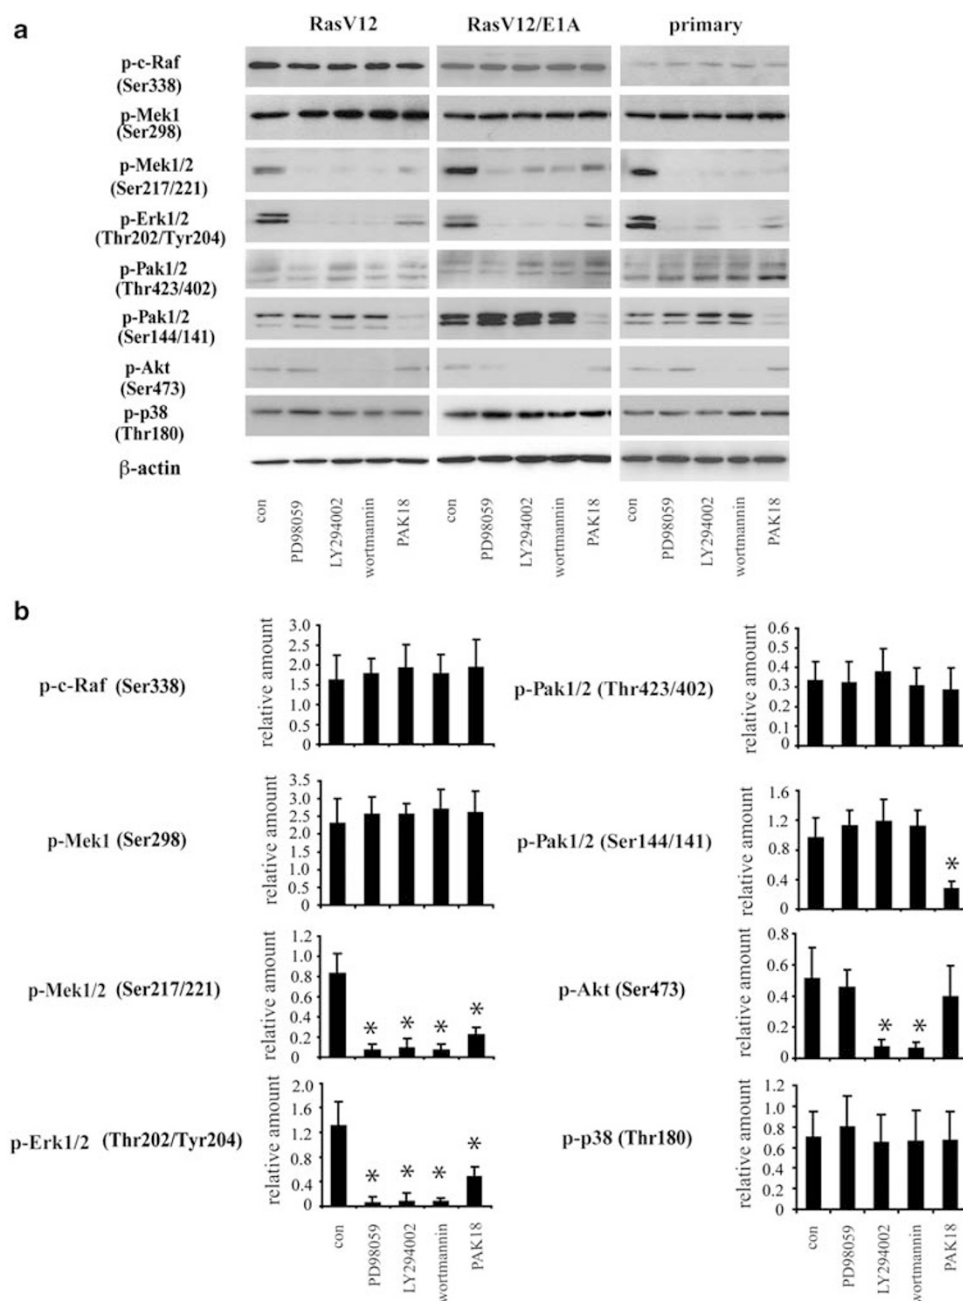 a
RasV12 RasV12/E1A primary
p-c-Raf
(Ser338)
p-Mek1
(Ser298)
p-Mek1/2
(Ser217/221)
p-Erk1/2
(Thr202/Tyr204)
p-Pak1/2
(Thr423/402)
p-Pak1/2
(Ser144/141)
p-Akt
(Ser473)
p-p38
(Thr180)
β-actin
con PD98059 LY294002 wortmannin PAK18 con PD98059 LY294002 wortmannin PAK18 con PD98059 LY294002 wortmannin PAK18
b
p-c-Raf (Ser338)
relative amount
3.0
2.5
2.0
1.5
1.0
0.5
0
p-Pak1/2 (Thr423/402)
relative amount
0.6
0.5
0.4
0.3
0.2
0.1
0
p-Mek1 (Ser298)
relative amount
3.5
3.0
2.5
2.0
1.5
1.0
0.5
0
p-Pak1/2 (Ser144/141)
relative amount
1.6
1.2
0.8
0.4
0
*
p-Mek1/2 (Ser217/221)
relative amount
1.2
0.8
0.4
0.2
0
* * * *
p-Akt (Ser473)
relative amount
0.8
0.6
0.4
0.2
0
* *
p-Erk1/2 (Thr202/Tyr204)
relative amount
2.0
1.6
1.2
0.8
0.4
0
* * * *
p-p38 (Thr180)
relative amount
1.2
1.0
0.8
0.6
0.4
0.2
0
con PD98059 LY294002 wortmannin PAK18 con PD98059 LY294002 wortmannin PAK18